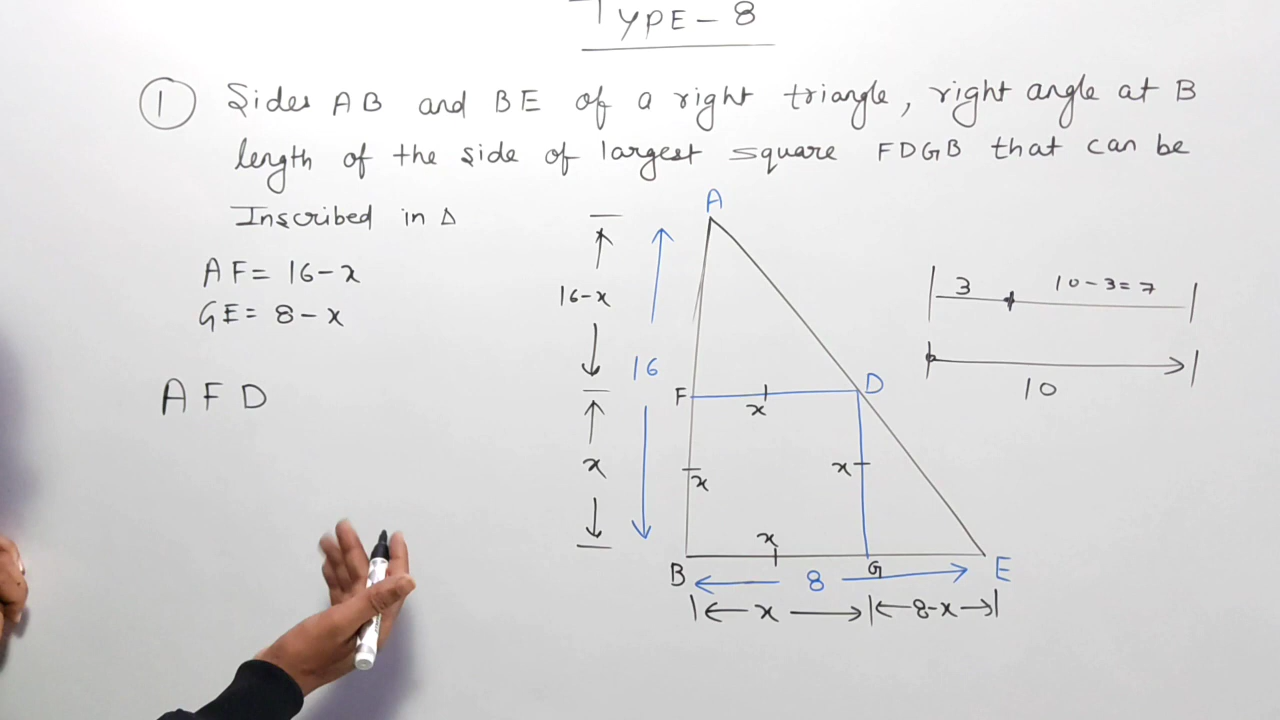 TYPE - 8
① Sides AB and BE of a right triangle, right angle at B
length of the side of largest square FDGB that can be
Inscribed in Δ
AF = 16 - x
GE = 8 - x
AFD
A
16-x
16
F
D
x
x
x
x
x
B
8
G
E
x
8-x
3
10-3=7
10